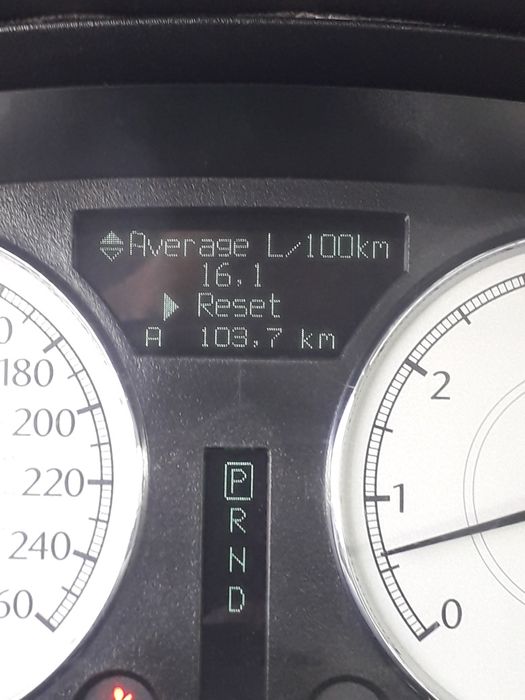 Average L/100km
16,1
Reset
A 103,7 km
180
200
220
240
P
R
N
D
2
1
0